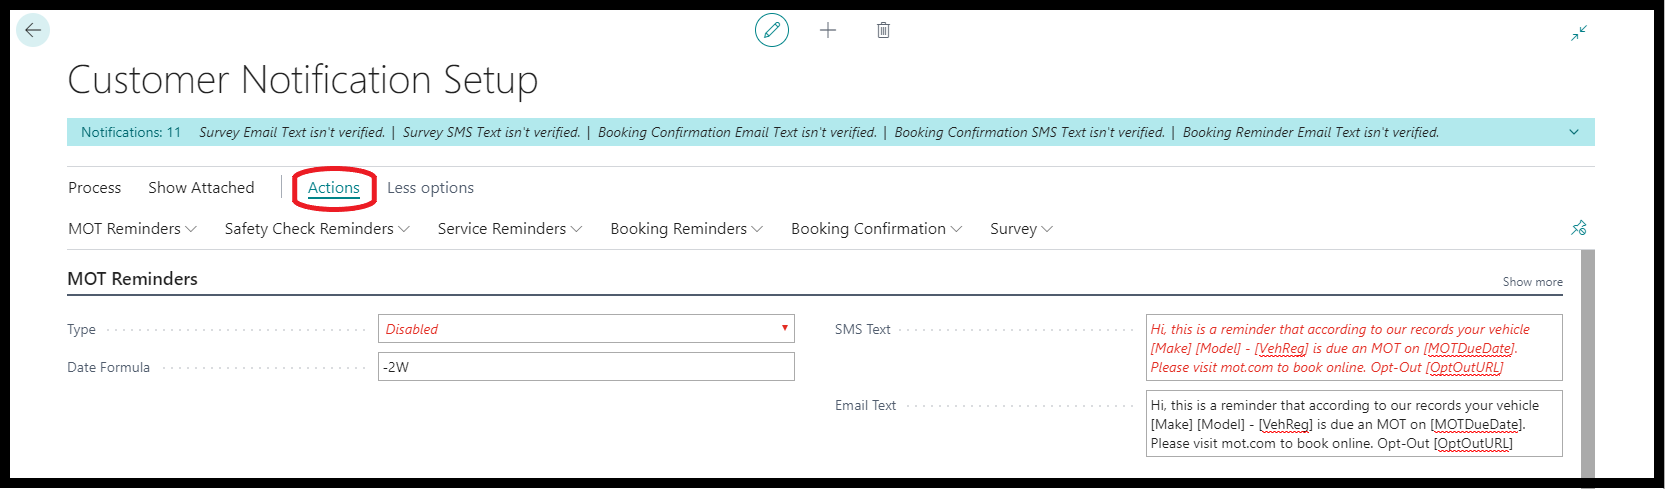 Customer Notification Setup
Notifications: 11 Survey Email Text isn't verified. | Survey SMS Text isn't verified. | Booking Confirmation Email Text isn't verified. | Booking Confirmation SMS Text isn't verified. | Booking Reminder Email Text isn't verified.
Process Show Attached Actions Less options
MOT Reminders Safety Check Reminders Service Reminders Booking Reminders Booking Confirmation Survey
MOT Reminders Show more
Type Disabled
Date Formula -2W
SMS Text Hi, this is a reminder that according to our records your vehicle
[Make] [Model] - [VehReg] is due an MOT on [MOTDueDate].
Please visit mot.com to book online. Opt-Out [OptOutURL]
Email Text Hi, this is a reminder that according to our records your vehicle
[Make] [Model] - [VehReg] is due an MOT on [MOTDueDate].
Please visit mot.com to book online. Opt-Out [OptOutURL]